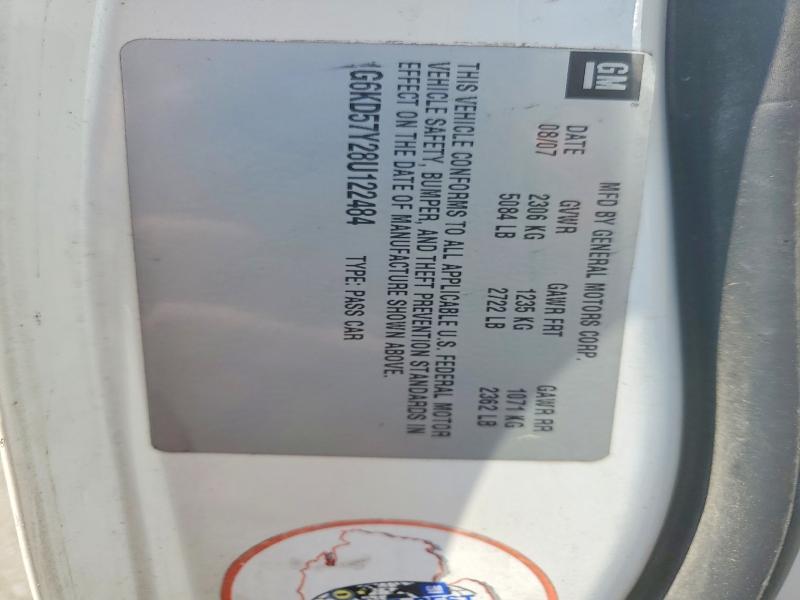 GM
MFD BY GENERAL MOTORS CORP.
DATE GVWR GAWR FRT GAWR RR
08/07 2306 KG 1235 KG 1071 KG
5084 LB 2722 LB 2362 LB
THIS VEHICLE CONFORMS TO ALL APPLICABLE U.S. FEDERAL MOTOR
VEHICLE SAFETY, BUMPER, AND THEFT PREVENTION STANDARDS IN
EFFECT ON THE DATE OF MANUFACTURE SHOWN ABOVE.
1G6KD57Y28U122484 TYPE: PASS CAR